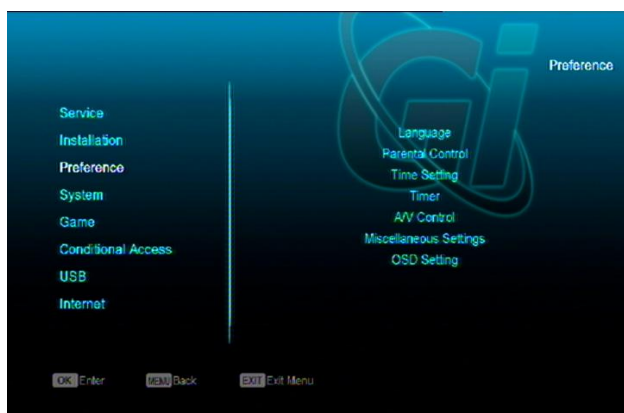 Preference
Service
Installation
Preference
System
Game
Conditional Access
USB
Internet
Language
Parental Control
Time Setting
Timer
A/V Control
Miscellaneous Settings
OSD Setting
OK Enter
MENU Back
EXIT Exit Menu